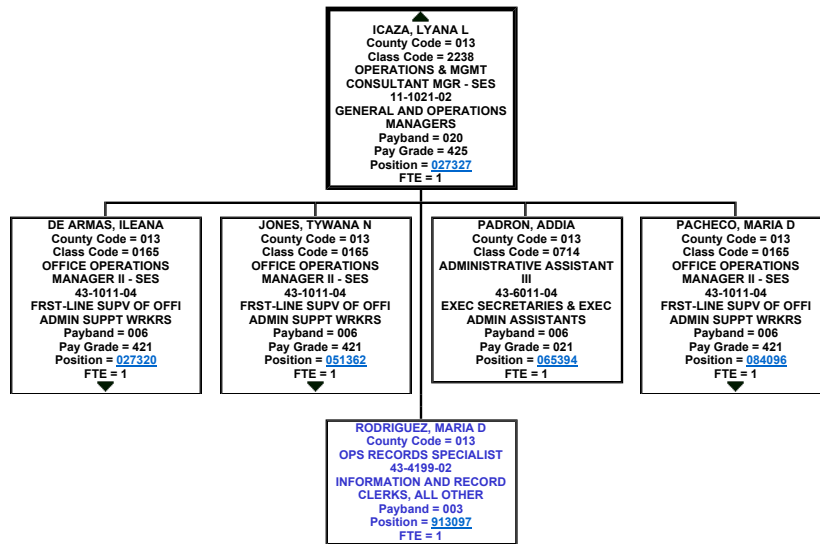 ICAZA, LYANA L
County Code = 013
Class Code = 2238
OPERATIONS & MGMT
CONSULTANT MGR - SES
11-1021-02
GENERAL AND OPERATIONS
MANAGERS
Payband = 020
Pay Grade = 425
Position = 027327
FTE = 1
DE ARMAS, ILEANA
County Code = 013
Class Code = 0165
OFFICE OPERATIONS
MANAGER II - SES
43-1011-04
FRST-LINE SUPV OF OFFI
ADMIN SUPPT WRKRS
Payband = 006
Pay Grade = 421
Position = 027320
FTE = 1
JONES, TYWANA N
County Code = 013
Class Code = 0165
OFFICE OPERATIONS
MANAGER II - SES
43-1011-04
FRST-LINE SUPV OF OFFI
ADMIN SUPPT WRKRS
Payband = 006
Pay Grade = 421
Position = 051362
FTE = 1
PADRON, ADDIA
County Code = 013
Class Code = 0714
ADMINISTRATIVE ASSISTANT
III
43-6011-04
EXEC SECRETARIES & EXEC
ADMIN ASSISTANTS
Payband = 006
Pay Grade = 021
Position = 065394
FTE = 1
PACHECO, MARIA D
County Code = 013
Class Code = 0165
OFFICE OPERATIONS
MANAGER II - SES
43-1011-04
FRST-LINE SUPV OF OFFI
ADMIN SUPPT WRKRS
Payband = 006
Pay Grade = 421
Position = 084096
FTE = 1
RODRIGUEZ, MARIA D
County Code = 013
OPS RECORDS SPECIALIST
43-4199-02
INFORMATION AND RECORD
CLERKS, ALL OTHER
Payband = 003
Position = 913097
FTE = 1